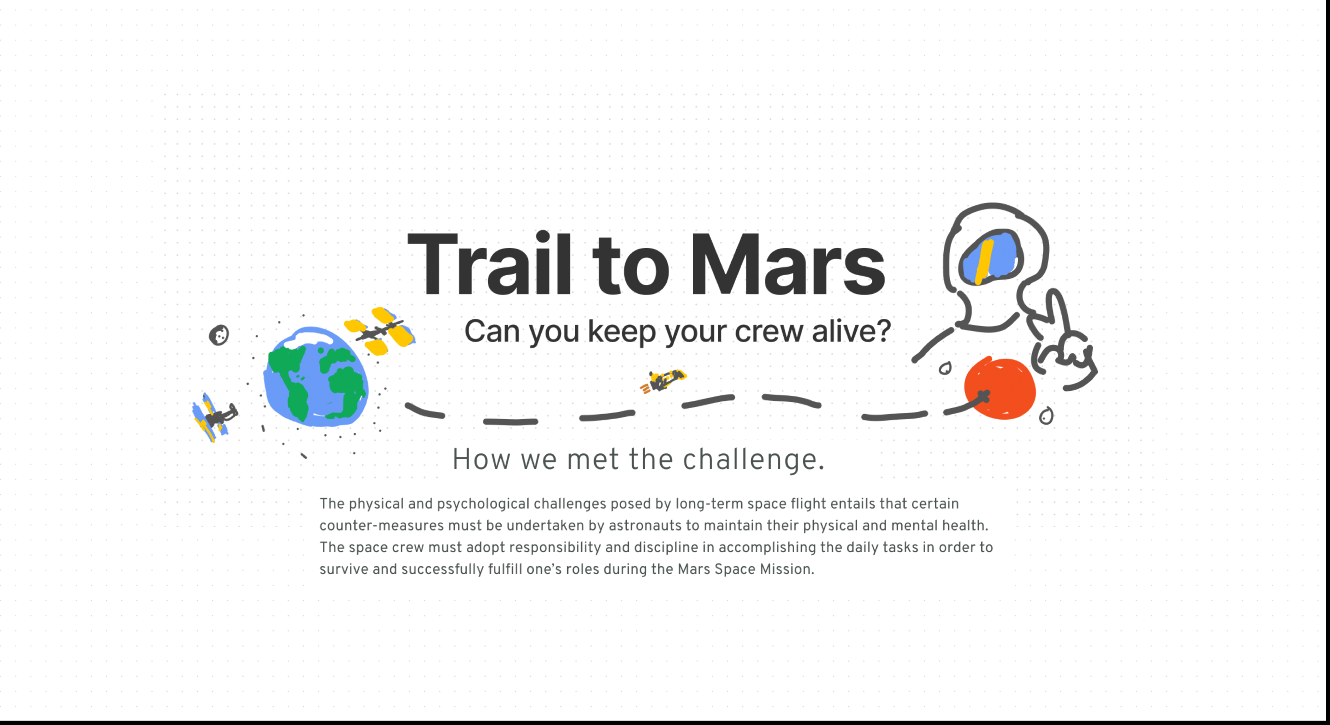 Trail to Mars
Can you keep your crew alive?
How we met the challenge.
The physical and psychological challenges posed by long-term space flight entails that certain
counter-measures must be undertaken by astronauts to maintain their physical and mental health.
The space crew must adopt responsibility and discipline in accomplishing the daily tasks in order to
survive and successfully fulfill one's roles during the Mars Space Mission.